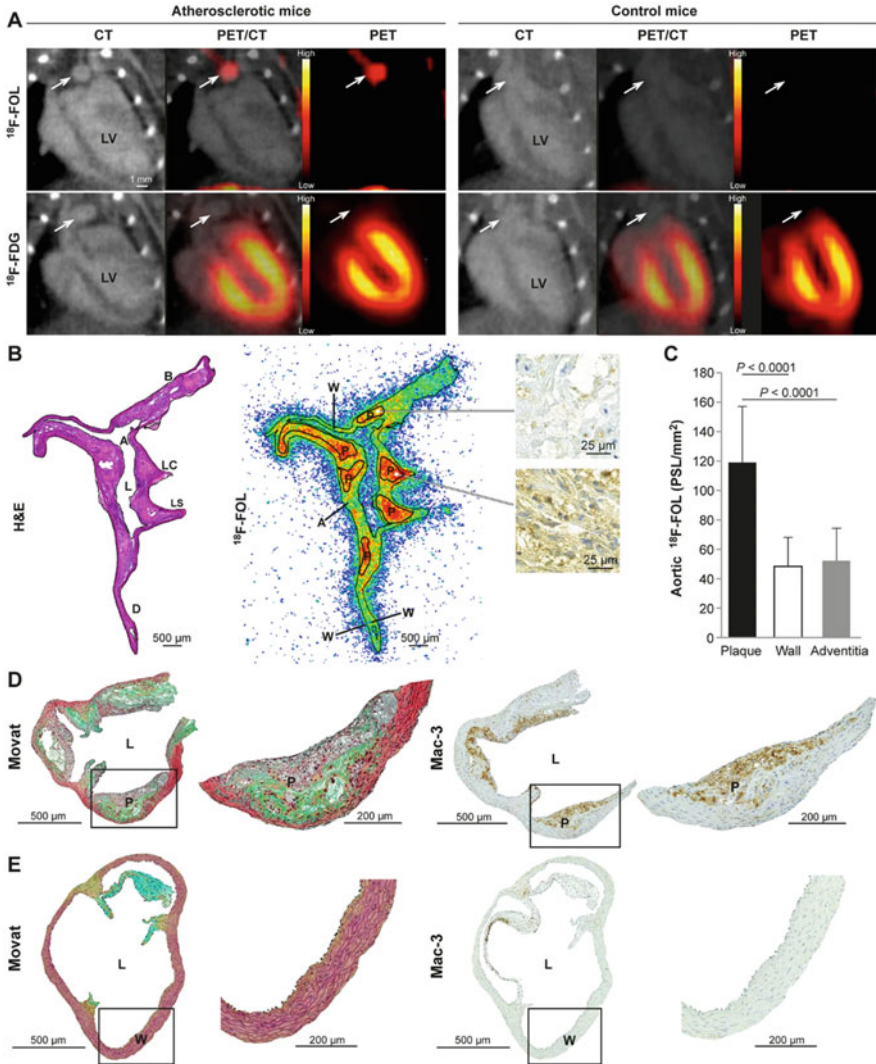 Atherosclerotic mice
Control mice
A
CT
PET/CT
PET
CT
PET/CT
PET
18F-FOL
High
High
High
LV
LV
1 mm
Low
Low
18F-FDG
High
High
LV
LV
Low
Low
B
H&E
B
A
LC
L
LS
D
500 µm
18F-FOL
W
P
P
P
P
P
P
A
W
W
500 µm
25 µm
25 µm
C
Aortic 18F-FOL (PSL/mm²)
180
160
140
120
100
80
60
40
20
0
P < 0.0001
P < 0.0001
Plaque
Wall
Adventitia
D
Movat
L
P
500 µm
P
200 µm
Mac-3
L
P
500 µm
P
200 µm
E
Movat
L
W
500 µm
200 µm
Mac-3
L
W
500 µm
200 µm